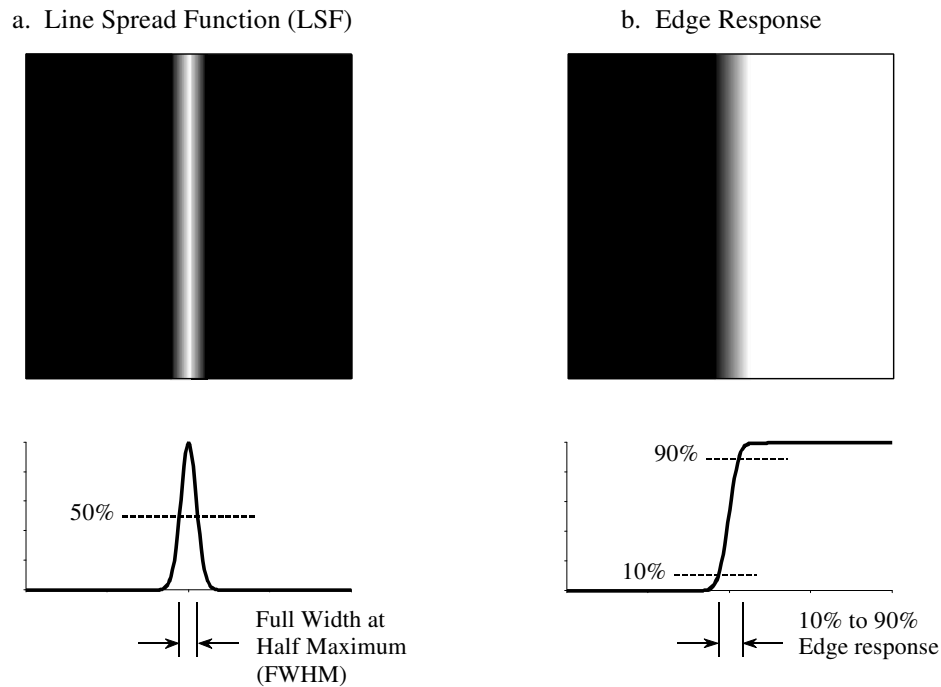 a. Line Spread Function (LSF)
b. Edge Response
50%
Full Width at
Half Maximum
(FWHM)
90%
10%
10% to 90%
Edge response